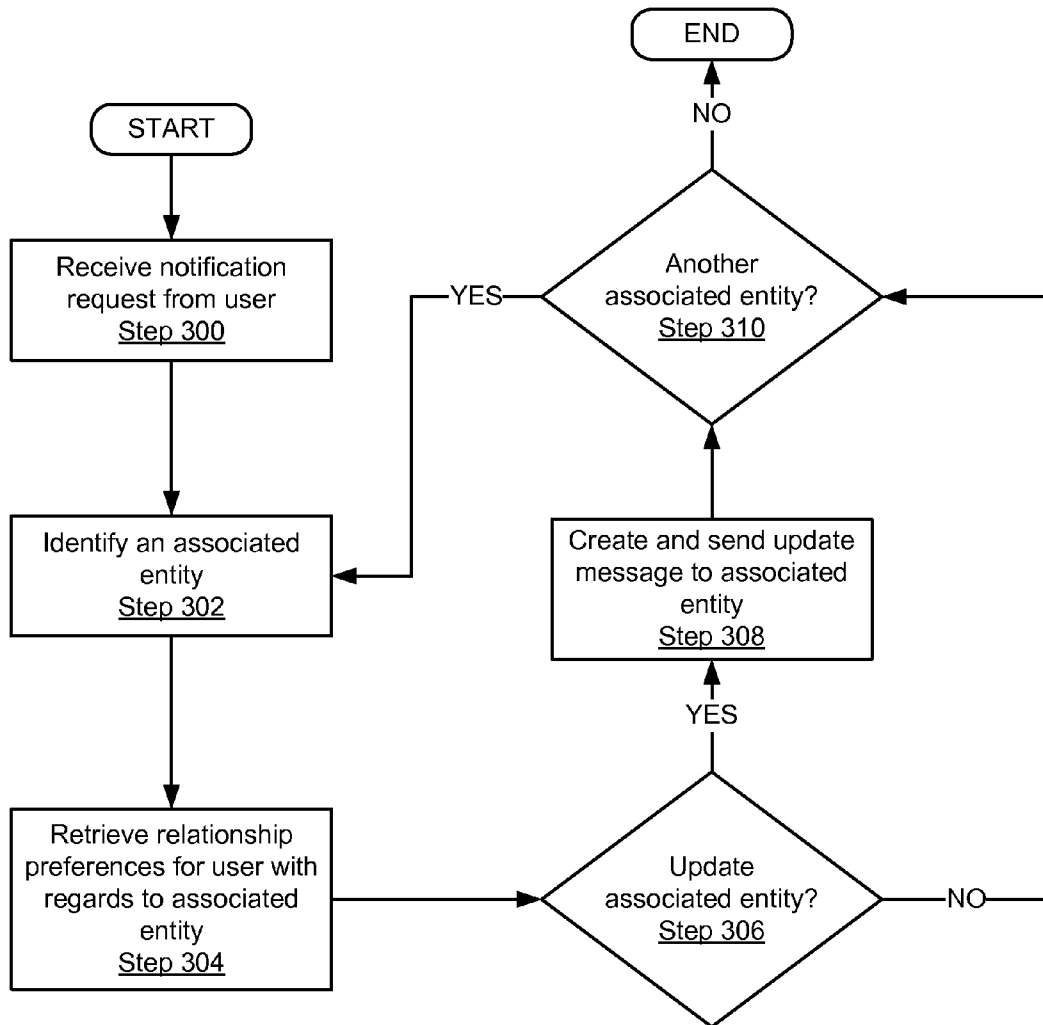 START
Receive notification
request from user
Step 300
Identify an associated
entity
Step 302
Retrieve relationship
preferences for user with
regards to associated
entity
Step 304
Update
associated entity?
Step 306
NO
YES
Create and send update
message to associated
entity
Step 308
Another
associated entity?
Step 310
YES
NO
END